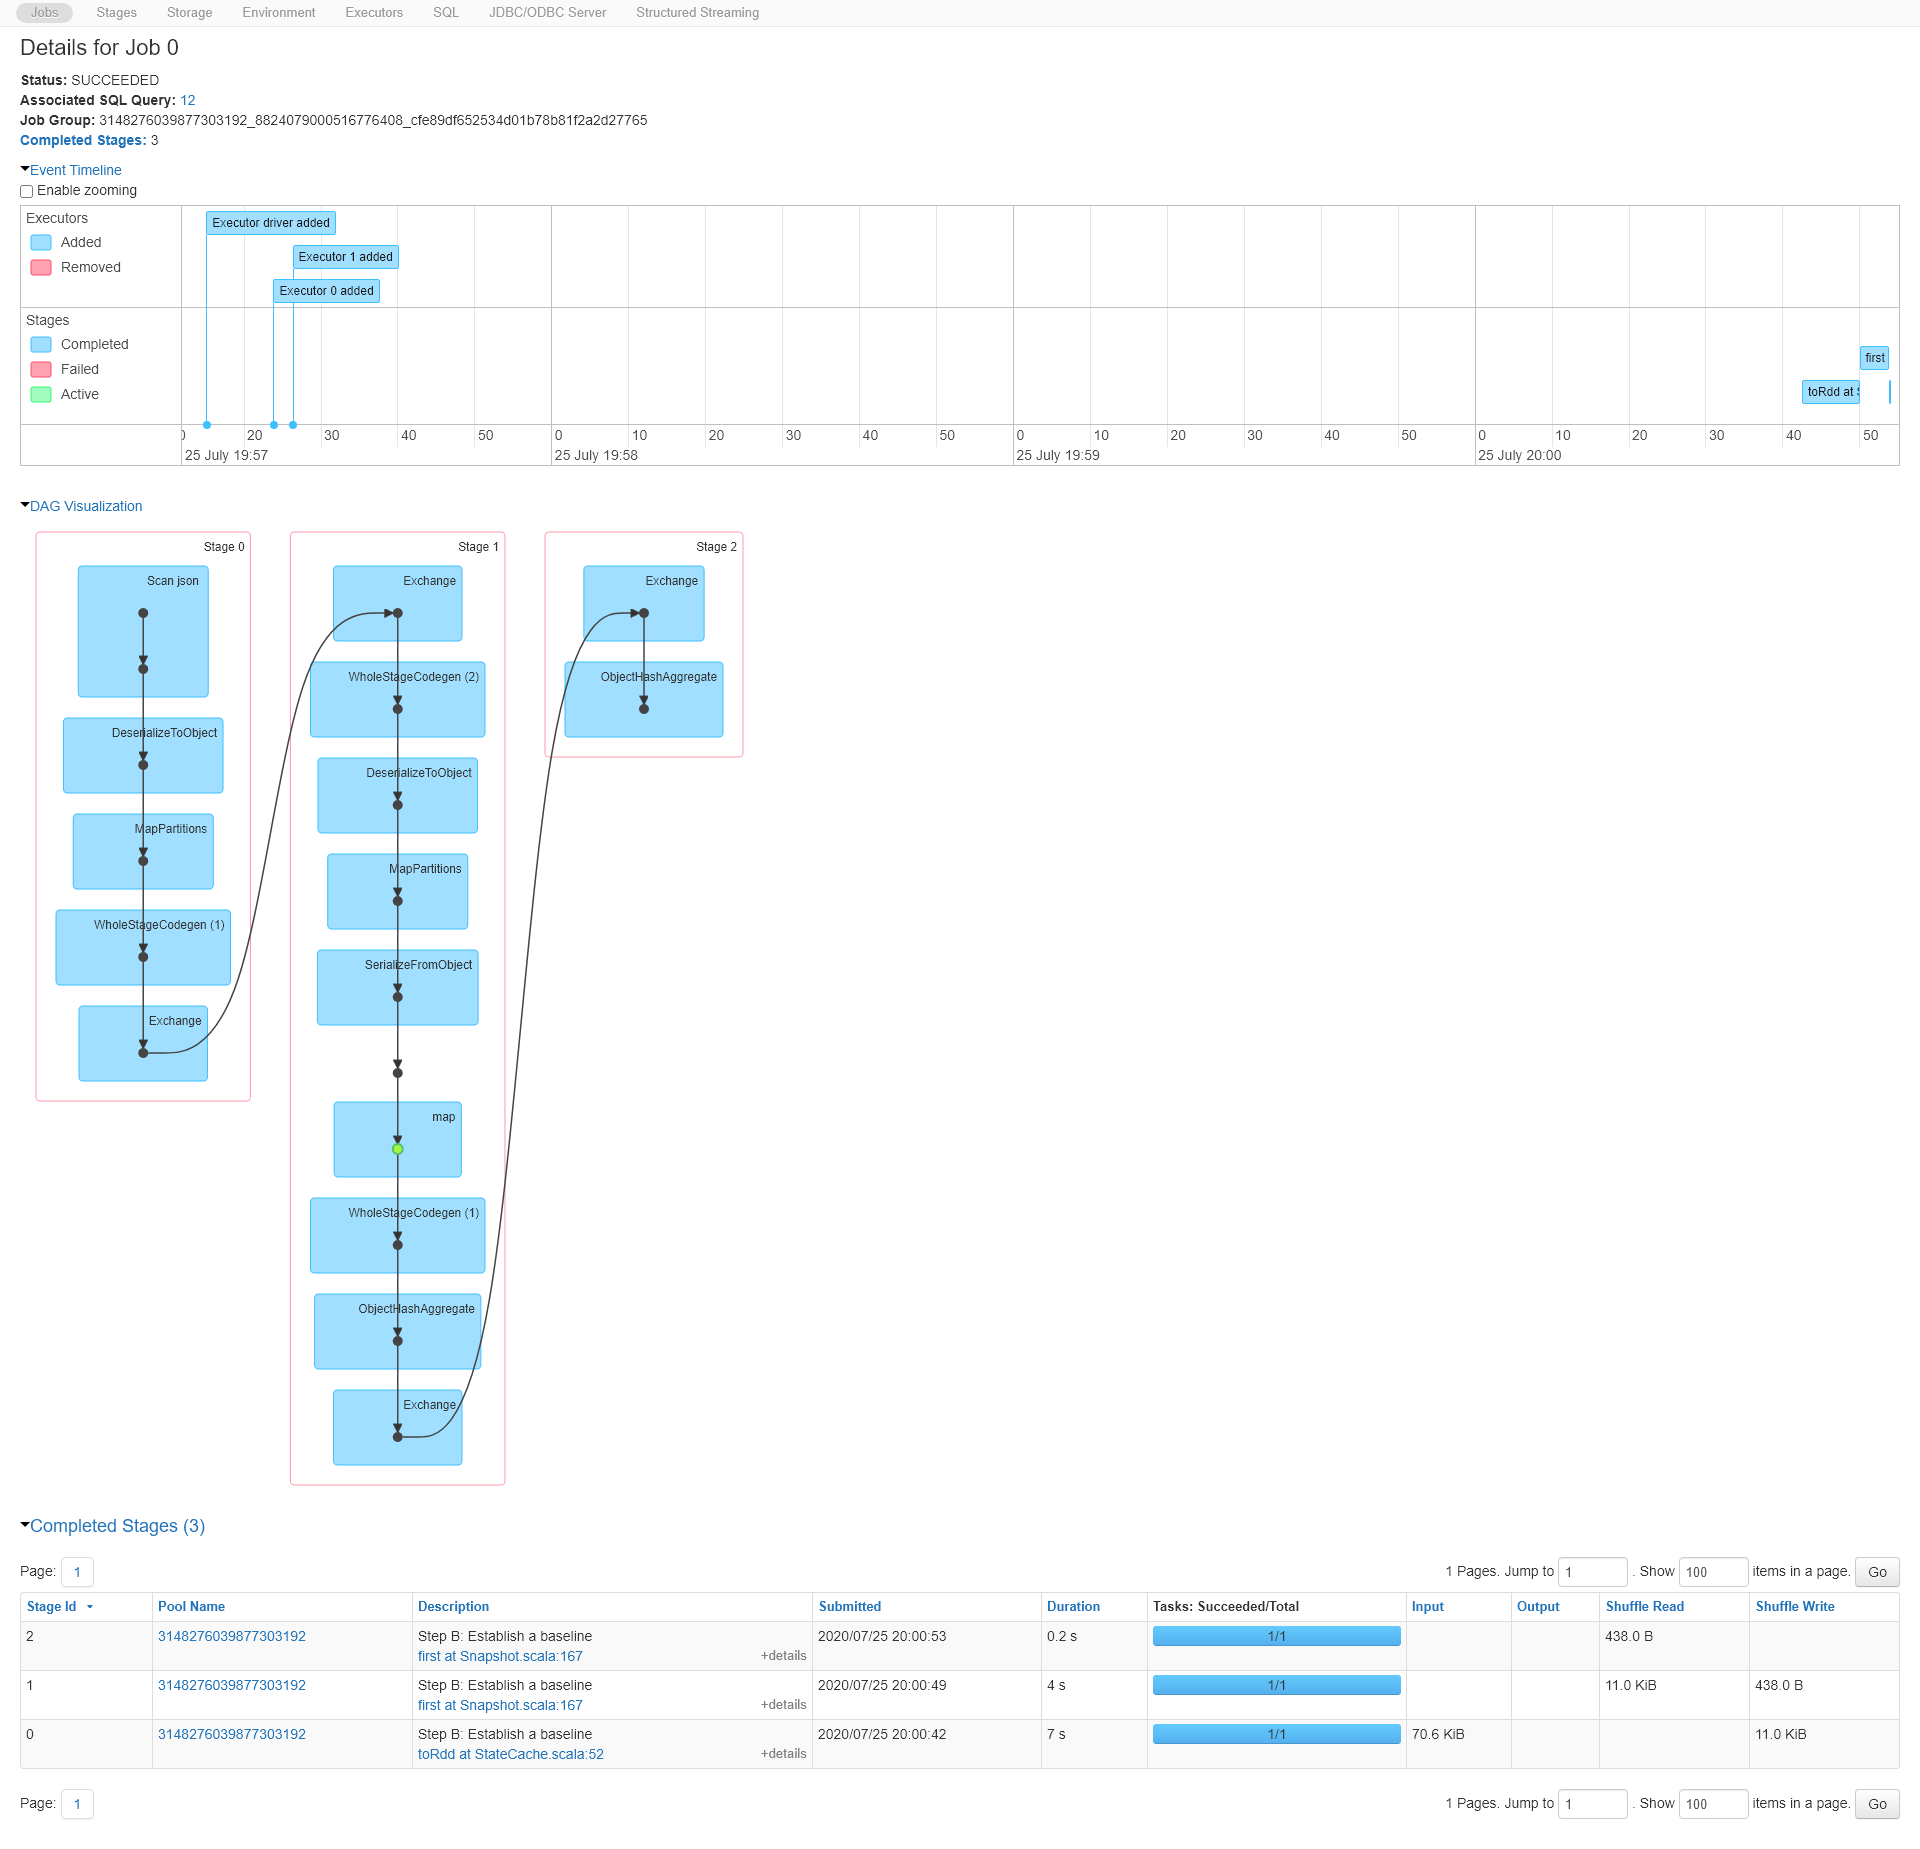 Jobs Stages Storage Environment Executors SQL JDBC/ODBC Server Structured Streaming
Details for Job 0
Status: SUCCEEDED
Associated SQL Query: 12
Job Group: 3148276039877303192_8824079000516776408_cfe89df652534d01b78b81f2a2d27765
Completed Stages: 3
Event Timeline
Enable zooming
Executors
Added
Removed
Executor driver added
Executor 1 added
Executor 0 added
Stages
Completed
Failed
Active
first
toRdd at
20 30 40 50 0 10 20 30 40 50 0 10 20 30 40 50 0 10 20 30 40 50
25 July 19:57 25 July 19:58 25 July 19:59 25 July 20:00
DAG Visualization
Stage 0
Scan json
DeserializeToObject
MapPartitions
WholeStageCodegen (1)
Exchange
Stage 1
Exchange
WholeStageCodegen (2)
DeserializeToObject
MapPartitions
SerializeFromObject
map
WholeStageCodegen (1)
ObjectHashAggregate
Exchange
Stage 2
Exchange
ObjectHashAggregate
Completed Stages (3)
Page: 1 1 Pages. Jump to 1 . Show 100 items in a page. Go
Stage Id Pool Name Description Submitted Duration Tasks: Succeeded/Total Input Output Shuffle Read Shuffle Write
2 3148276039877303192 Step B: Establish a baseline 2020/07/25 20:00:53 0.2 s 1/1 438.0 B
first at Snapshot.scala:167 +details
1 3148276039877303192 Step B: Establish a baseline 2020/07/25 20:00:49 4 s 1/1 11.0 KiB 438.0 B
first at Snapshot.scala:167 +details
0 3148276039877303192 Step B: Establish a baseline 2020/07/25 20:00:42 7 s 1/1 70.6 KiB 11.0 KiB
toRdd at StateCache.scala:52 +details
Page: 1 1 Pages. Jump to 1 . Show 100 items in a page. Go